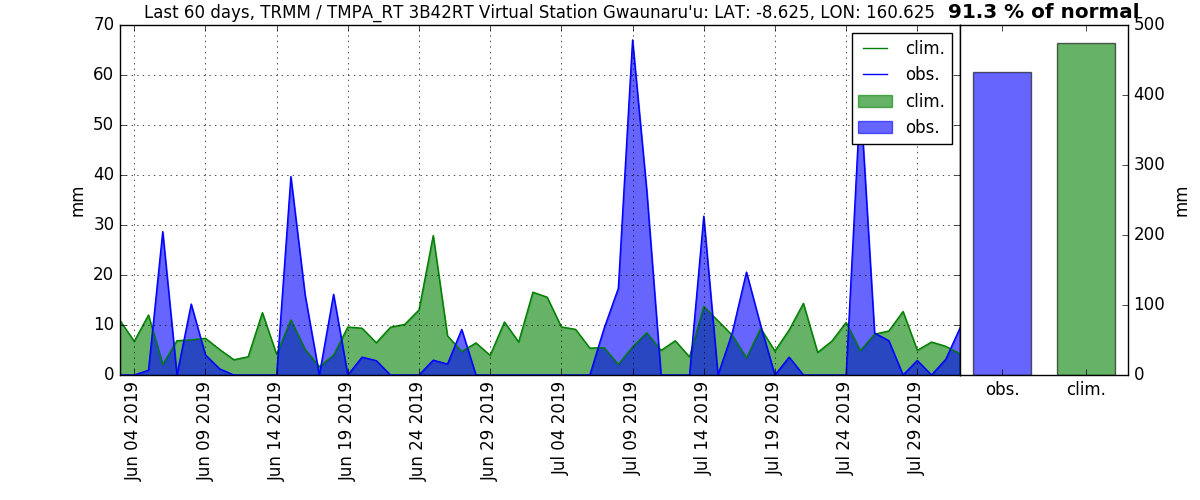 Last 60 days, TRMM / TMPA_RT 3B42RT Virtual Station Gwaunaru'u: LAT: -8.625, LON: 160.625
91.3 % of normal
70
60
50
40
30
20
10
0
mm
clim.
obs.
clim.
obs.
500
400
300
200
100
0
mm
obs.
clim.
Jun 04 2019
Jun 09 2019
Jun 14 2019
Jun 19 2019
Jun 24 2019
Jun 29 2019
Jul 04 2019
Jul 09 2019
Jul 14 2019
Jul 19 2019
Jul 24 2019
Jul 29 2019